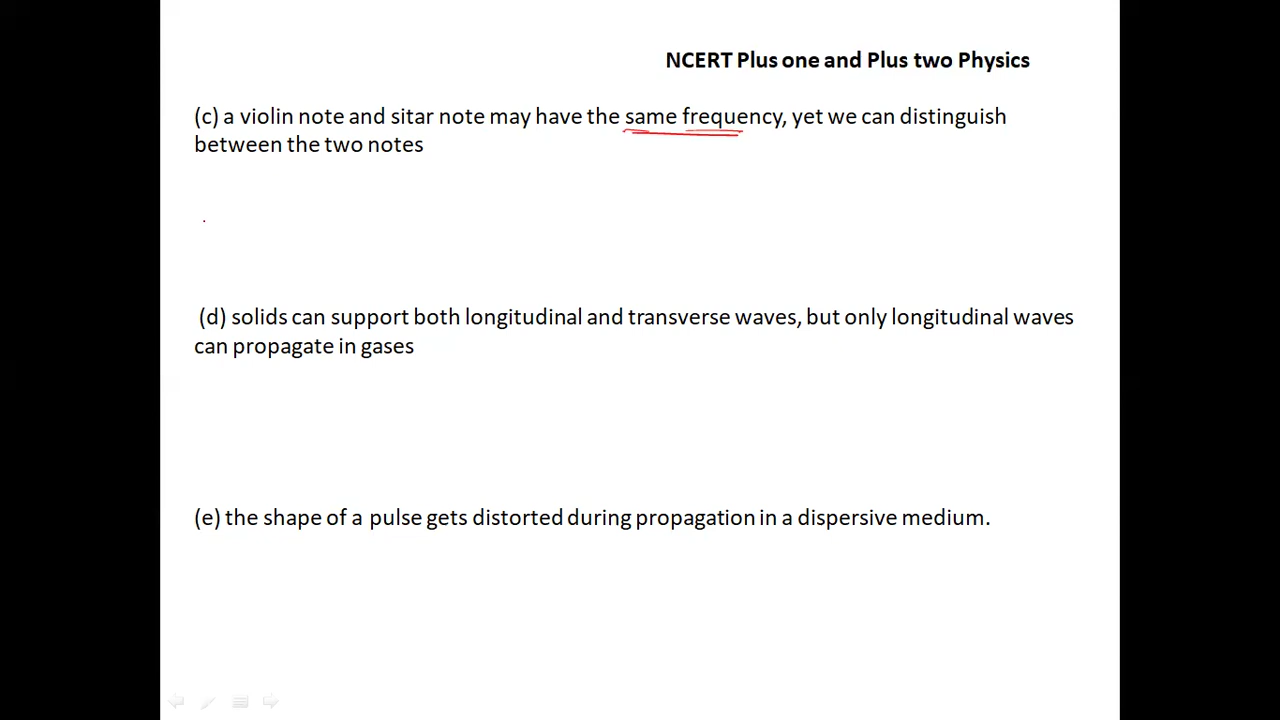 NCERT Plus one and Plus two Physics
(c) a violin note and sitar note may have the same frequency, yet we can distinguish
between the two notes
(d) solids can support both longitudinal and transverse waves, but only longitudinal waves
can propagate in gases
(e) the shape of a pulse gets distorted during propagation in a dispersive medium.